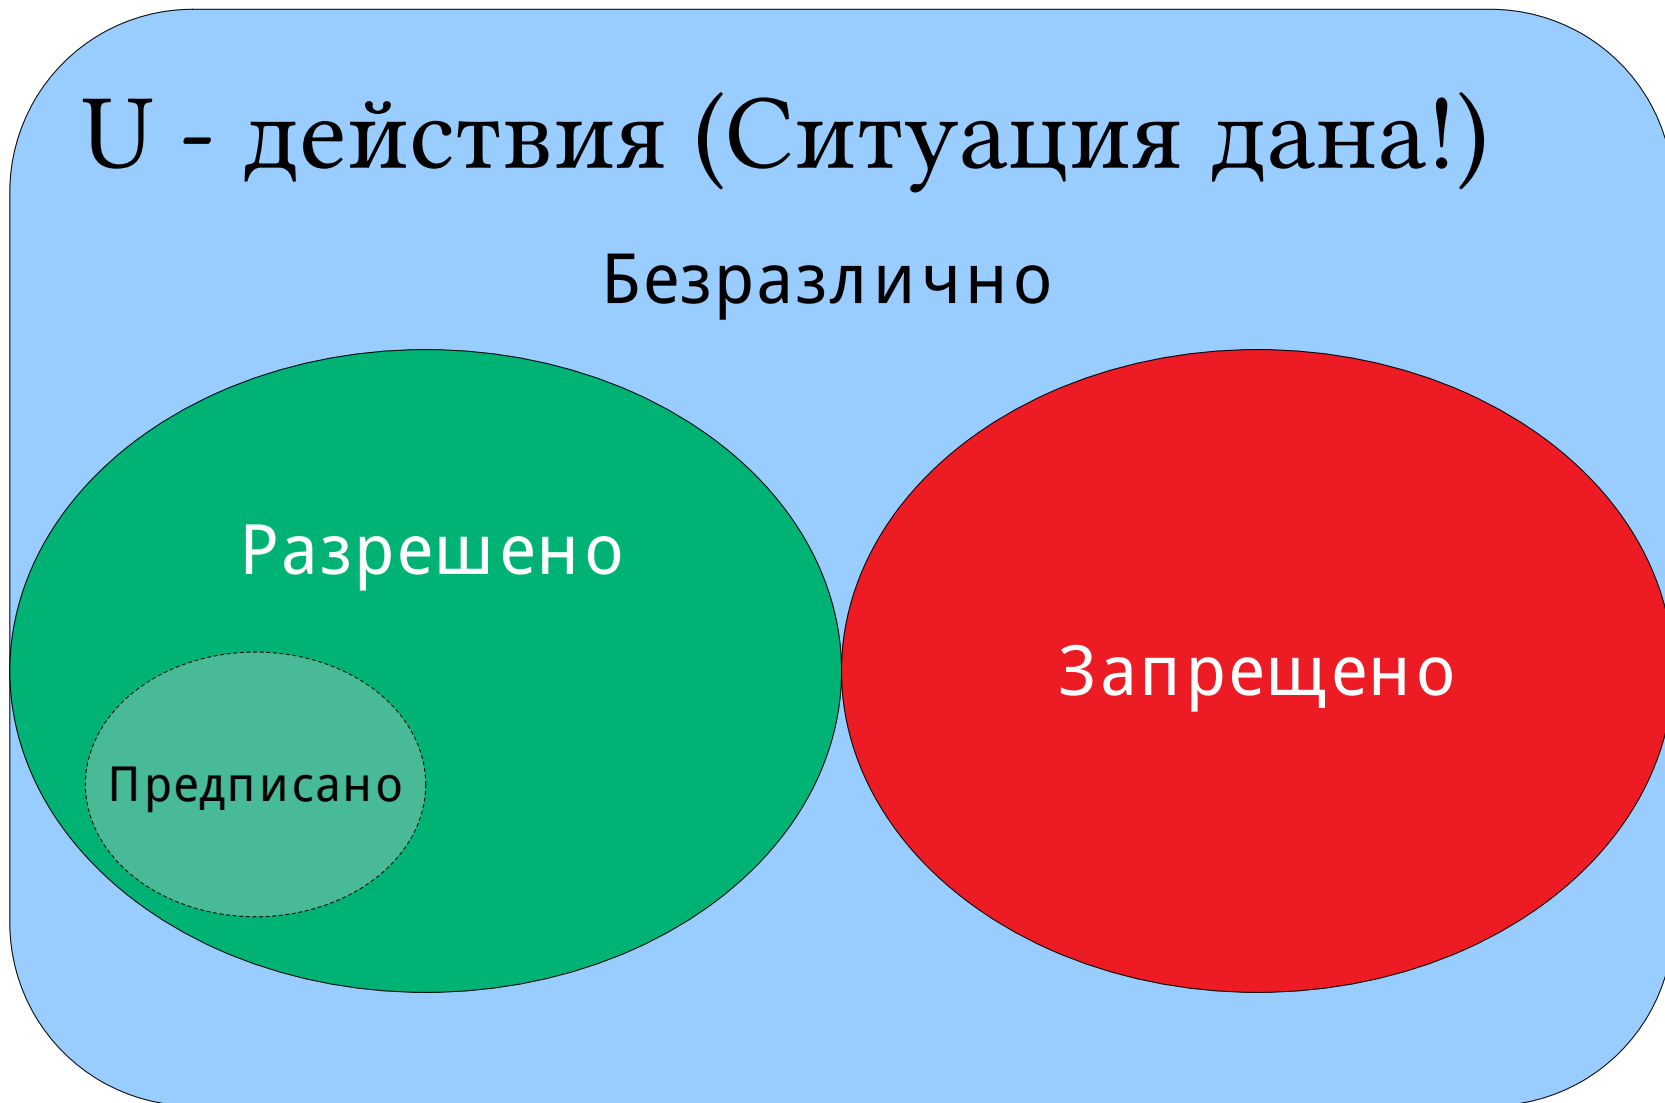 U - действия (Ситуация дана!)
Безразлично
Разрешено
Запрещено
Предписано